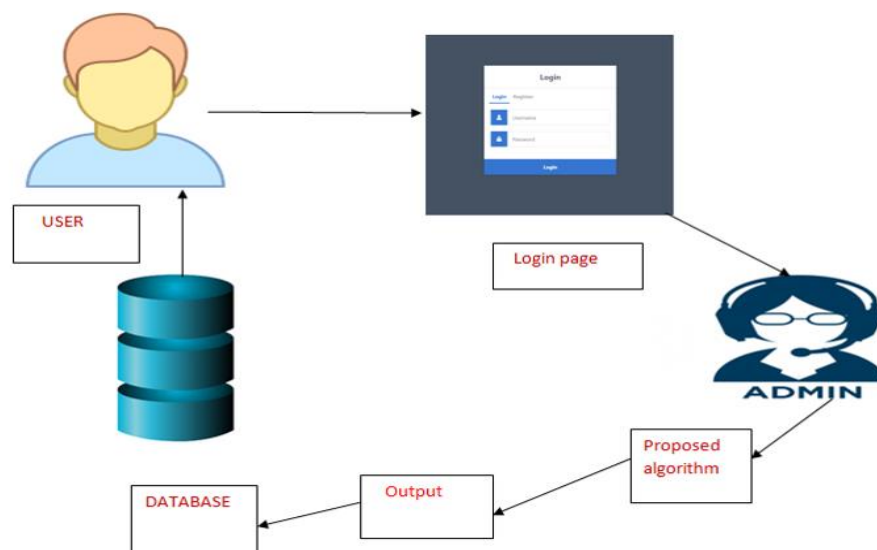 Login
Login Register
Username
Password
Login
USER
Login page
ADMIN
Proposed
algorithm
Output
DATABASE